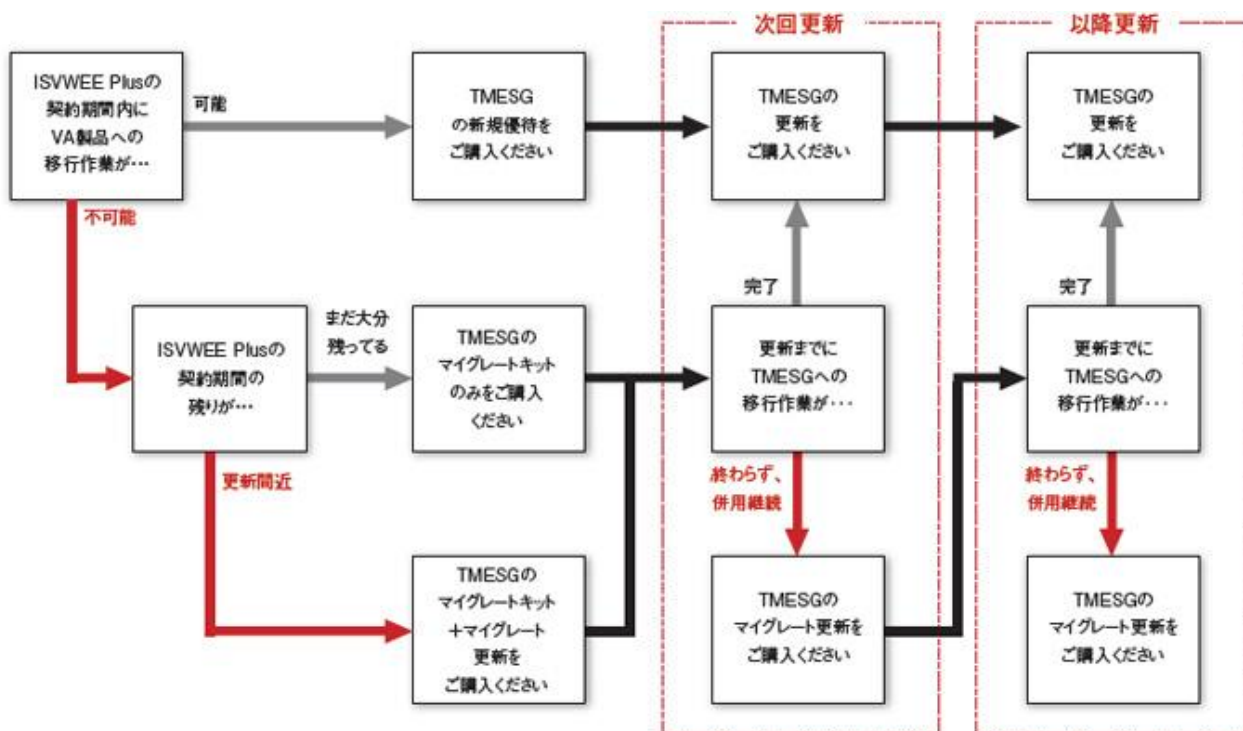 次回更新
以降更新
ISVWEE Plusの
契約期間内に
VA製品への
移行作業が…
可能
TMESG
の新規優待を
ご購入ください
TMESGの
更新を
ご購入ください
TMESGの
更新を
ご購入ください
不可能
完了
完了
ISVWEE Plusの
契約期間の
残りが…
まだ大分
残ってる
TMESGの
マイグレートキット
のみをご購入
ください
更新までに
TMESGへの
移行作業が…
更新までに
TMESGへの
移行作業が…
更新間近
終わらず、
併用継続
終わらず、
併用継続
TMESGの
マイグレートキット
＋マイグレート
更新を
ご購入ください
TMESGの
マイグレート更新を
ご購入ください
TMESGの
マイグレート更新を
ご購入ください